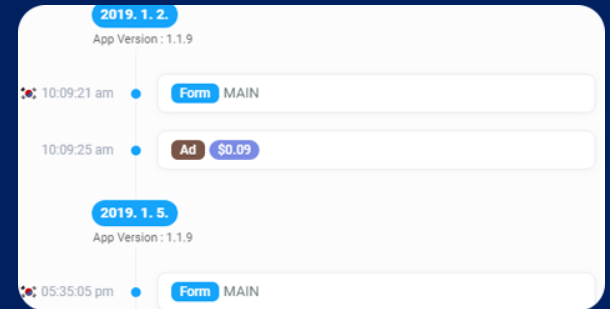 2019. 1. 2.
App Version : 1.1.9
10:09:21 am Form MAIN
10:09:25 am Ad $0.09
2019. 1. 5.
App Version : 1.1.9
05:35:05 pm Form MAIN